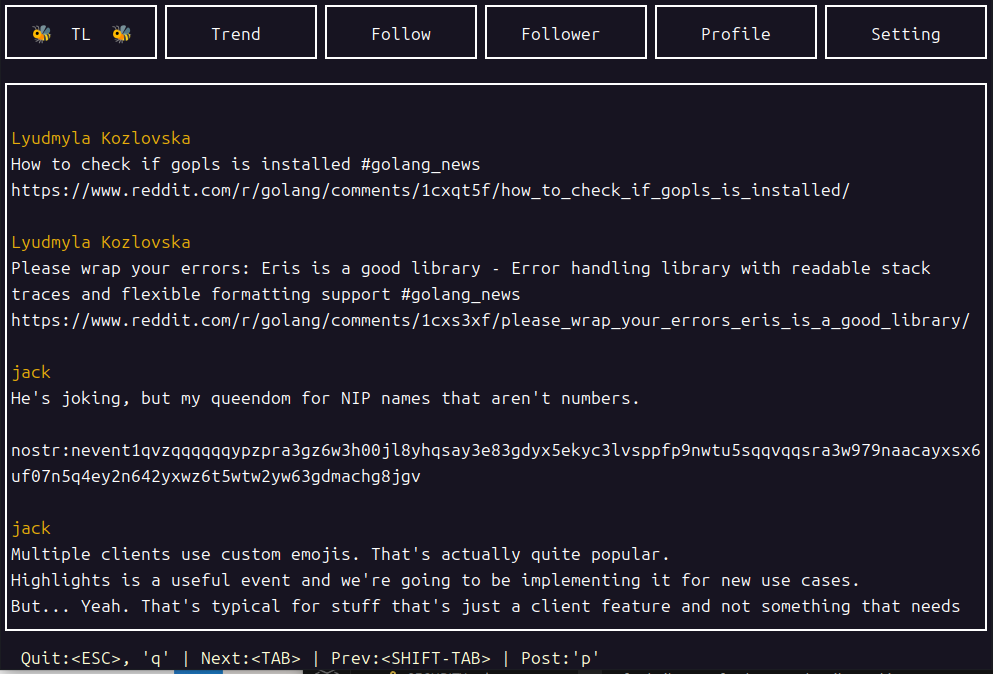 🐝 TL 🐝 Trend Follow Follower Profile Setting
Lyudmyla Kozlovska
How to check if gopls is installed #golang_news
https://www.reddit.com/r/golang/comments/1cxqt5f/how_to_check_if_gopls_is_installed/
Lyudmyla Kozlovska
Please wrap your errors: Eris is a good library - Error handling library with readable stack
traces and flexible formatting support #golang_news
https://www.reddit.com/r/golang/comments/1cxs3xf/please_wrap_your_errors_eris_is_a_good_library/
jack
He's joking, but my queendom for NIP names that aren't numbers.
nostr:nevent1qvzqqqqqqypzpra3gz6w3h00jl8yhqsay3e83gdyx5ekyc3lvsppfp9nwtu5sqqvqqsra3w979naacayxsx6
uf07n5q4ey2n642yxwz6t5wtw2yw63gdmachg8jgv
jack
Multiple clients use custom emojis. That's actually quite popular.
Highlights is a useful event and we're going to be implementing it for new use cases.
But... Yeah. That's typical for stuff that's just a client feature and not something that needs
Quit:<ESC>, 'q' | Next:<TAB> | Prev:<SHIFT-TAB> | Post:'p'